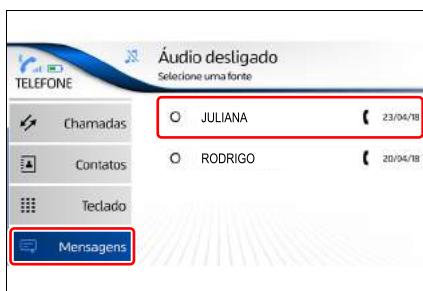 Áudio desligado
Selecione uma fonte
TELEFONE
Chamadas
Contatos
Teclado
Mensagens
JULIANA 23/04/18
RODRIGO 20/04/18